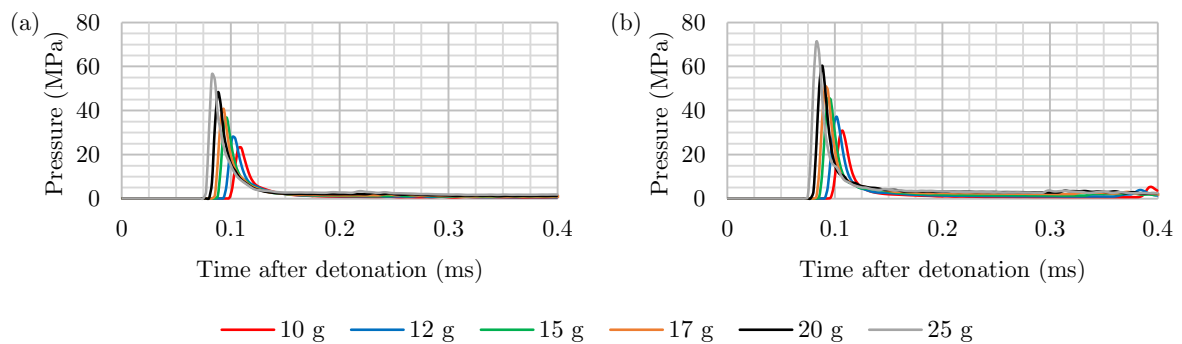 (a)
Pressure (MPa)
80
60
40
20
0
0 0.1 0.2 0.3 0.4
Time after detonation (ms)
(b)
Pressure (MPa)
80
60
40
20
0
0 0.1 0.2 0.3 0.4
Time after detonation (ms)
10 g 12 g 15 g 17 g 20 g 25 g